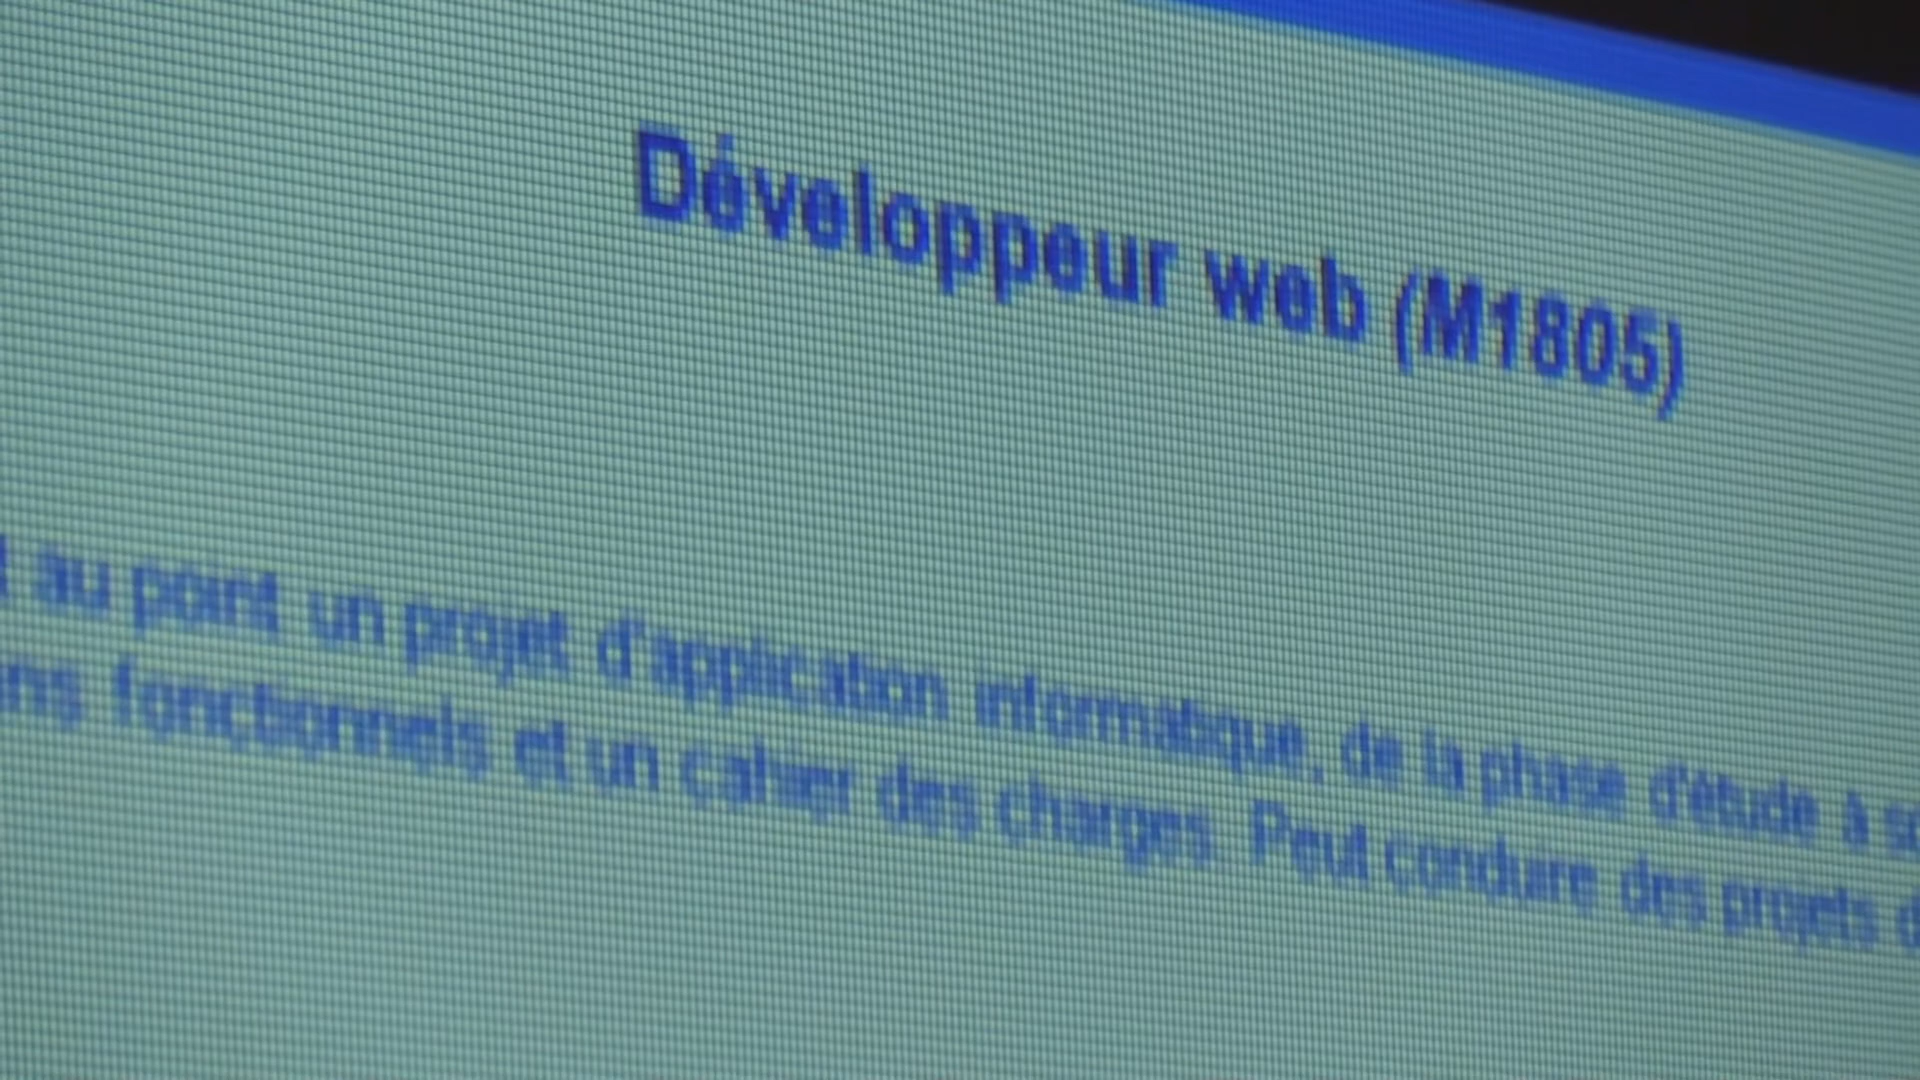 Développeur web (M1805)
au point un projet d'application informatique, de la phase d'étude à
fonctionnels et un cahier des charges. Peut conduire des projets